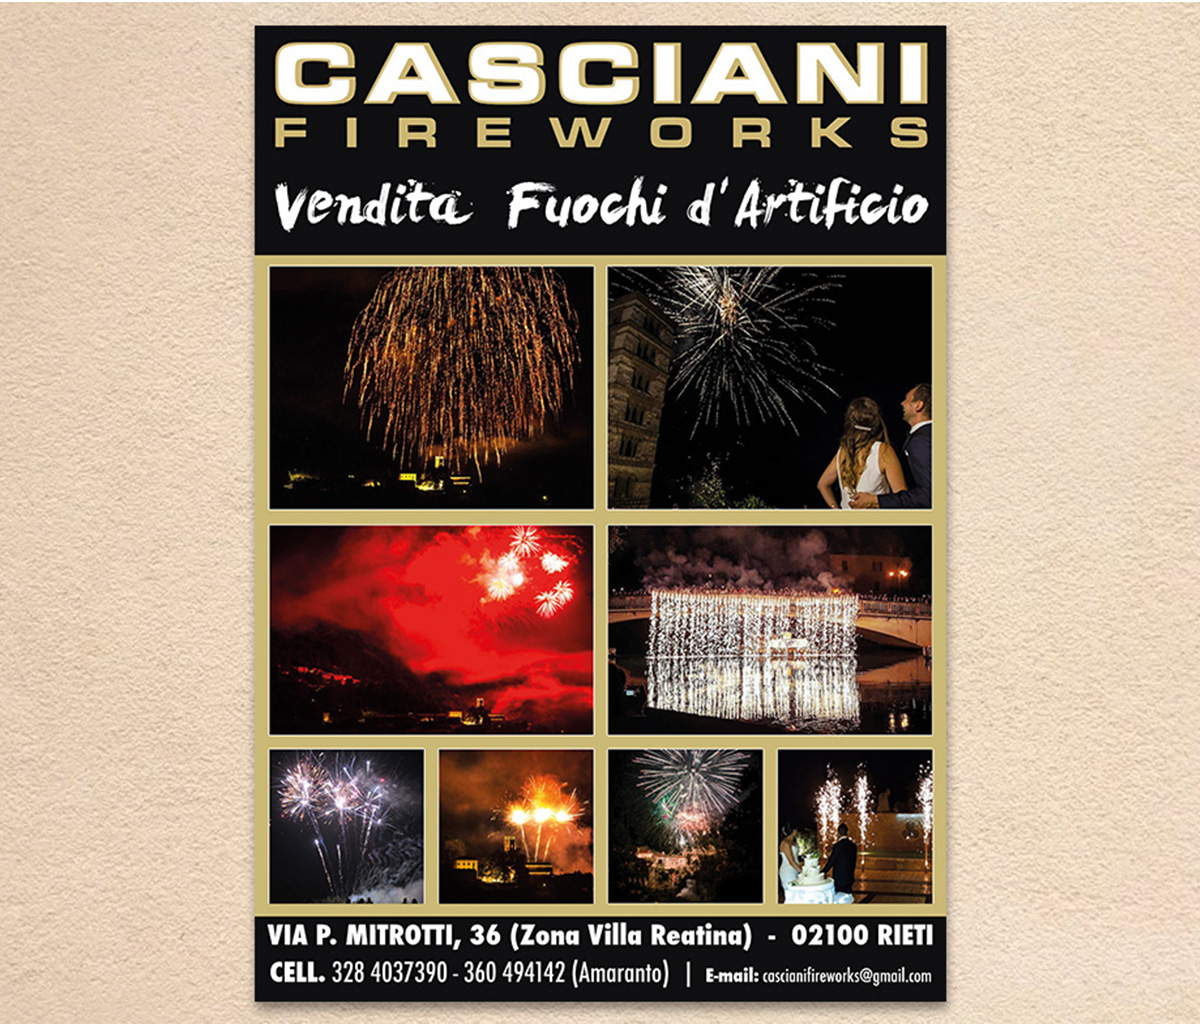 CASCIANI
FIREWORKS
Vendita Fuochi d'Artificio
VIA P. MITROTTI, 36 (Zona Villa Reatina) - 02100 RIETI
CELL. 328 4037390 - 360 494142 (Amaranto) | E-mail: cascianifireworks@gmail.com